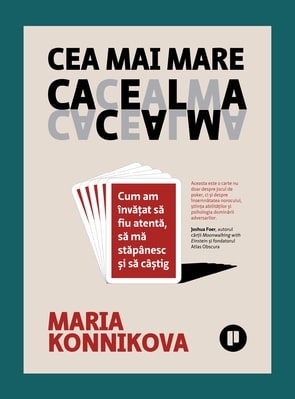 CEA MAI MARE
CACEALMA
CACEALMA
Cum am
învățat să
fiu atentă,
să mă
stăpânesc
și să câștig
Aceasta este o carte nu
doar despre jocul de
poker, ci și despre
însemnătatea norocului,
știința abilităților și
psihologia dominării
adversarilor.
Joshua Foer, autorul
cărții Moonwalking with
Einstein și fondatorul
Atlas Obscura
MARIA
KONNIKOVA